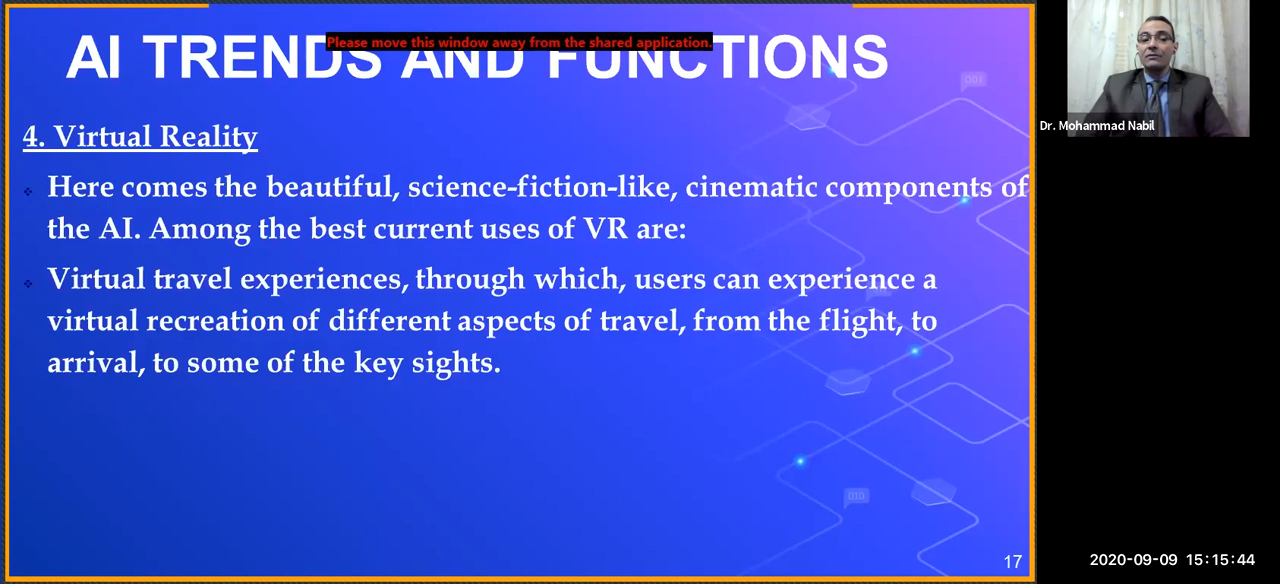 AI TRENDS AND FUNCTIONS
Please move this window away from the shared application.
4. Virtual Reality
Here comes the beautiful, science-fiction-like, cinematic components of
the AI. Among the best current uses of VR are:
Virtual travel experiences, through which, users can experience a
virtual recreation of different aspects of travel, from the flight, to
arrival, to some of the key sights.
010
17
Dr. Mohammad Nabil
2020-09-09 15:15:44